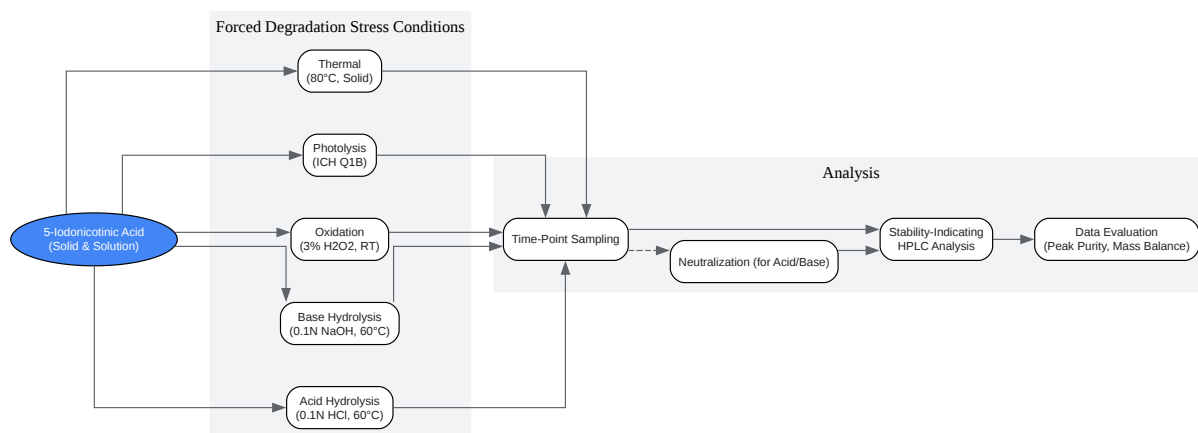 Forced Degradation Stress Conditions
Thermal
(80°C, Solid)
Photolysis
(ICH Q1B)
Analysis
5-Iodonicotinic Acid
(Solid & Solution)
Oxidation
(3% H2O2, RT)
Time-Point Sampling
Stability-Indicating
HPLC Analysis
Data Evaluation
(Peak Purity, Mass Balance)
Neutralization (for Acid/Base)
Base Hydrolysis
(0.1N NaOH, 60°C)
Acid Hydrolysis
(0.1N HCl, 60°C)